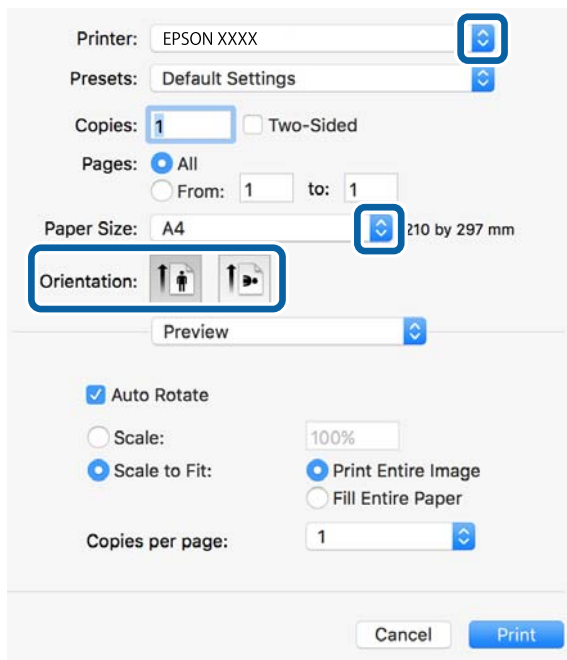 Printer: EPSON XXXX
Presets: Default Settings
Copies: 1 Two-Sided
Pages: All
From: 1 to: 1
Paper Size: A4 210 by 297 mm
Orientation:
Preview
Auto Rotate
Scale: 100%
Scale to Fit: Print Entire Image
Fill Entire Paper
Copies per page: 1
Cancel Print